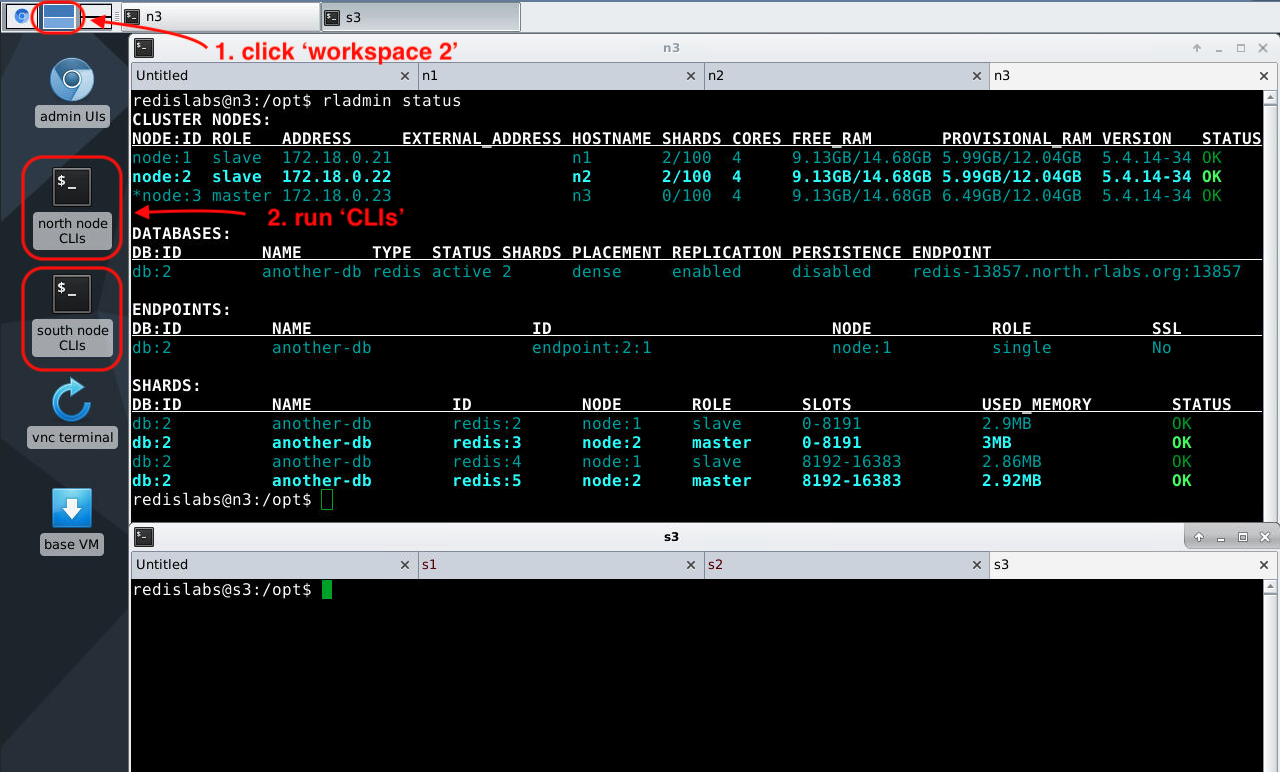 n3
s3
1. click ‘workspace 2’
admin UIs
north node
CLIs
2. run ‘CLIs’
south node
CLIs
vnc terminal
base VM
n3
Untitled
n1
n2
n3
redislabs@n3:/opt$ rladmin status
CLUSTER NODES:
NODE:ID ROLE ADDRESS EXTERNAL_ADDRESS HOSTNAME SHARDS CORES FREE_RAM PROVISIONAL_RAM VERSION STATUS
node:1 slave 172.18.0.21 n1 2/100 4 9.13GB/14.68GB 5.99GB/12.04GB 5.4.14-34 OK
node:2 slave 172.18.0.22 n2 2/100 4 9.13GB/14.68GB 5.99GB/12.04GB 5.4.14-34 OK
*node:3 master 172.18.0.23 n3 0/100 4 9.13GB/14.68GB 6.49GB/12.04GB 5.4.14-34 OK
DATABASES:
DB:ID NAME TYPE STATUS SHARDS PLACEMENT REPLICATION PERSISTENCE ENDPOINT
db:2 another-db redis active 2 dense enabled disabled redis-13857.north.rlabs.org:13857
ENDPOINTS:
DB:ID NAME ID NODE ROLE SSL
db:2 another-db endpoint:2:1 node:1 single No
SHARDS:
DB:ID NAME ID NODE ROLE SLOTS USED_MEMORY STATUS
db:2 another-db redis:2 node:1 slave 0-8191 2.9MB OK
db:2 another-db redis:3 node:2 master 0-8191 3MB OK
db:2 another-db redis:4 node:1 slave 8192-16383 2.86MB OK
db:2 another-db redis:5 node:2 master 8192-16383 2.92MB OK
redislabs@n3:/opt$
s3
Untitled
s1
s2
s3
redislabs@s3:/opt$